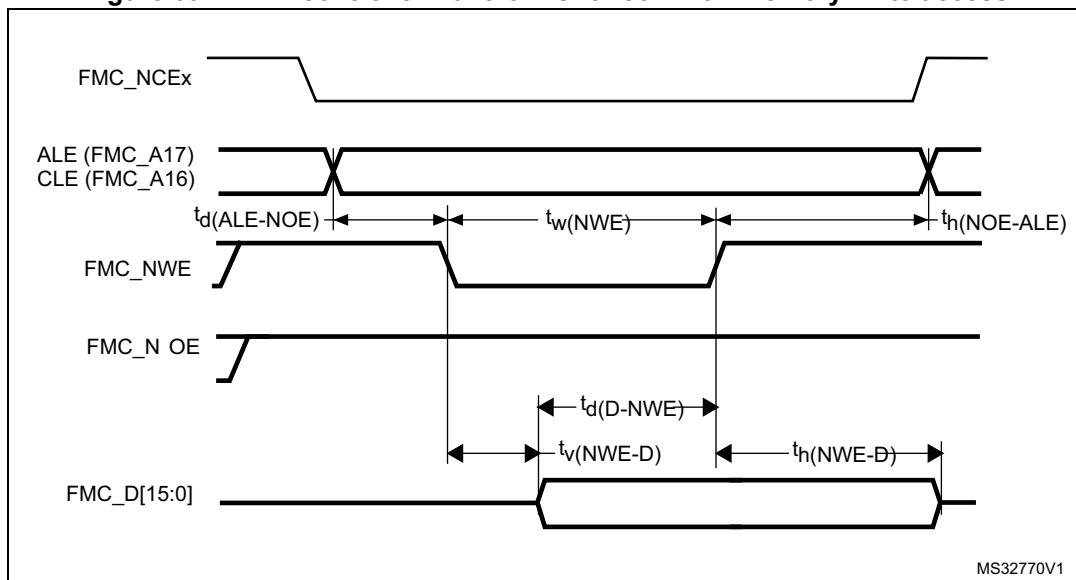 FMC_NCEx
ALE (FMC_A17)
CLE (FMC_A16)
td(ALE-NOE)
tw(NWE)
th(NOE-ALE)
FMC_NWE
FMC_N OE
td(D-NWE)
tv(NWE-D)
th(NWE-D)
FMC_D[15:0]
MS32770V1